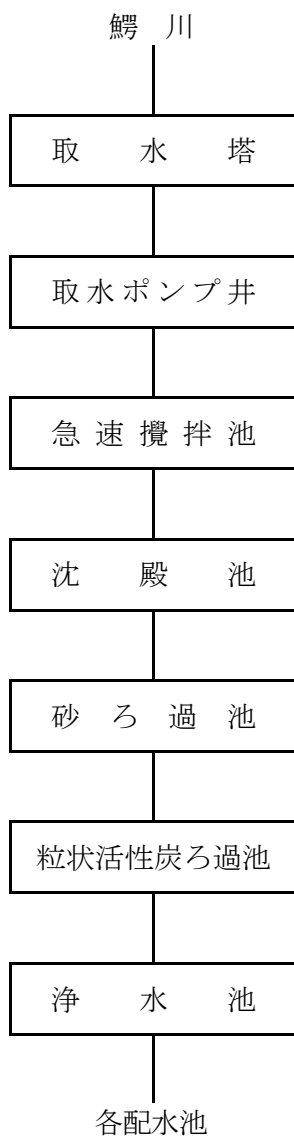 鰐川
取水塔
取水ポンプ井
急速攪拌池
沈殿池
砂ろ過池
粒状活性炭ろ過池
浄水池
各配水池